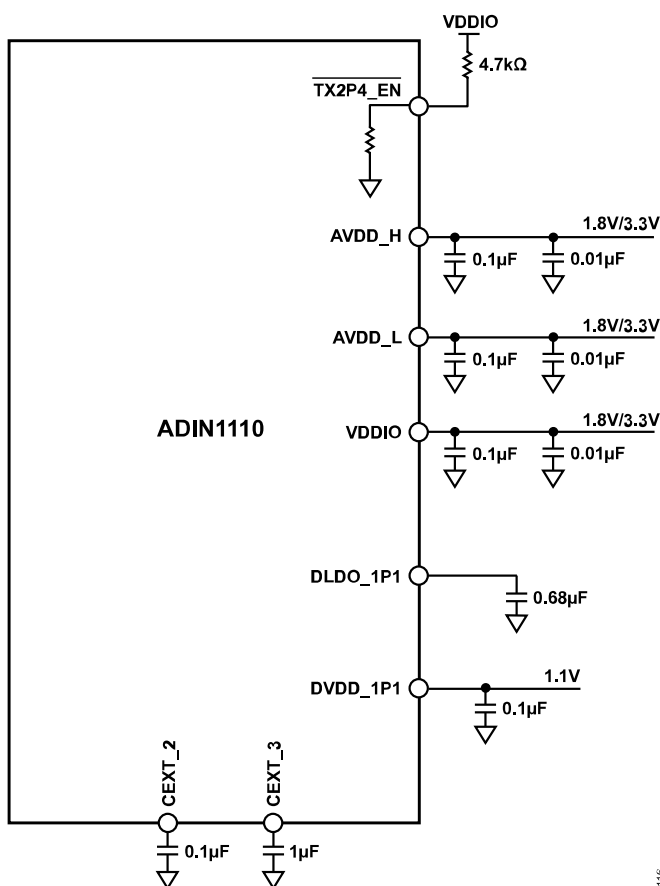 VDDIO
4.7kΩ
TX2P4_EN
AVDD_H
1.8V/3.3V
0.1µF
0.01µF
AVDD_L
1.8V/3.3V
0.1µF
0.01µF
ADIN1110
VDDIO
1.8V/3.3V
0.1µF
0.01µF
DLDO_1P1
0.68µF
DVDD_1P1
1.1V
0.1µF
CEXT_2
CEXT_3
0.1µF
1µF